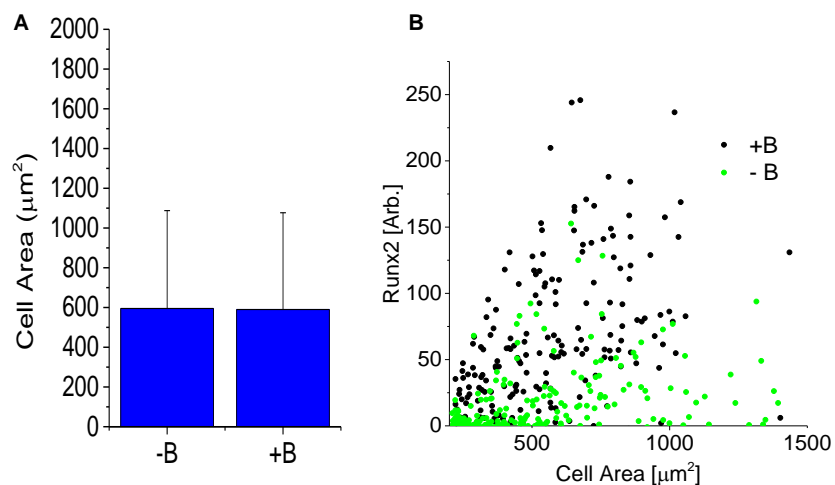 A
Cell Area (μm²)
2000
1800
1600
1400
1200
1000
800
600
400
200
0
-B
+B
B
Runx2 [Arb.]
250
200
150
100
50
0
+B
- B
500
1000
1500
Cell Area [μm²]